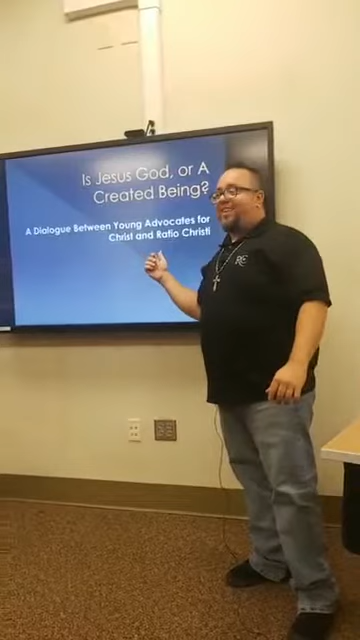 Is Jesus God, or A
Created Being?
A Dialogue Between Young Advocates for
Christ and Ratio Christi